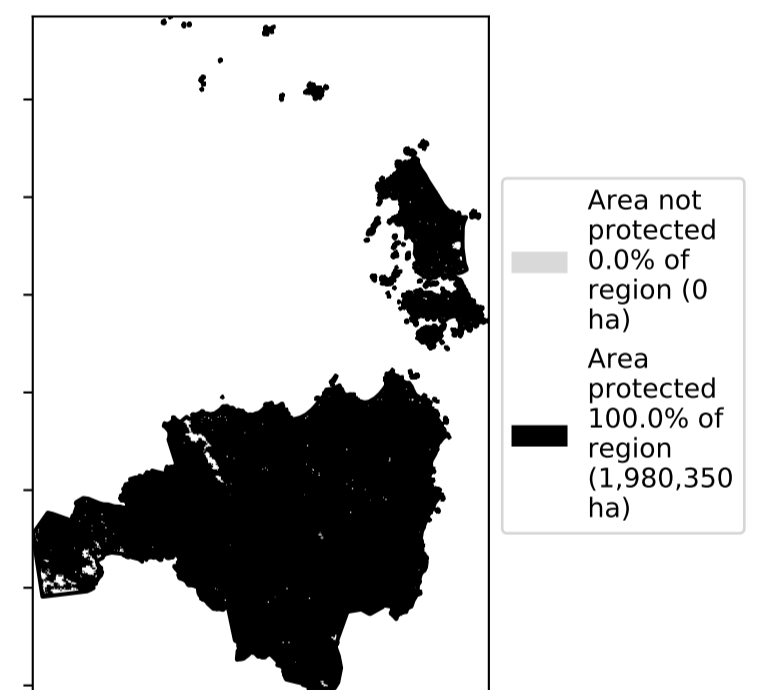 Area not
protected
0.0% of
region (0
ha)
Area
protected
100.0% of
region
(1,980,350
ha)